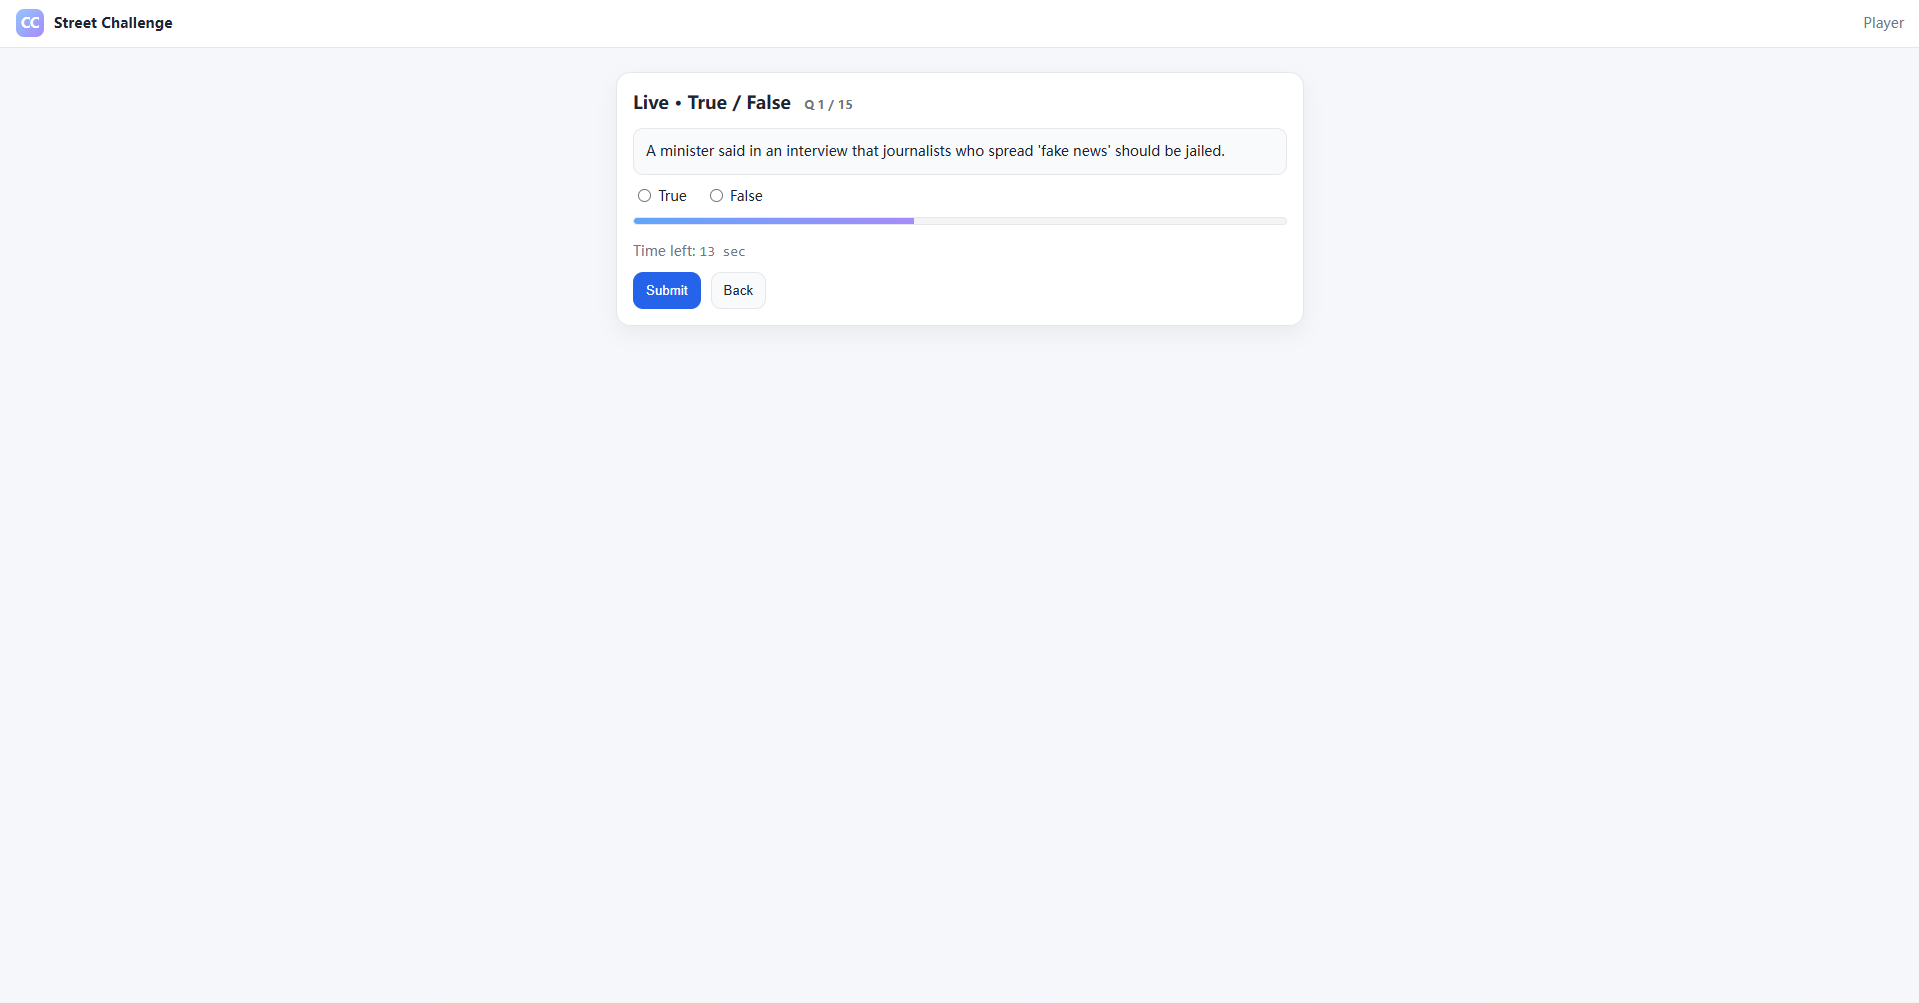 CC Street Challenge Player
Live • True / False Q 1 / 15
A minister said in an interview that journalists who spread 'fake news' should be jailed.
True False
Time left: 13 sec
Submit Back